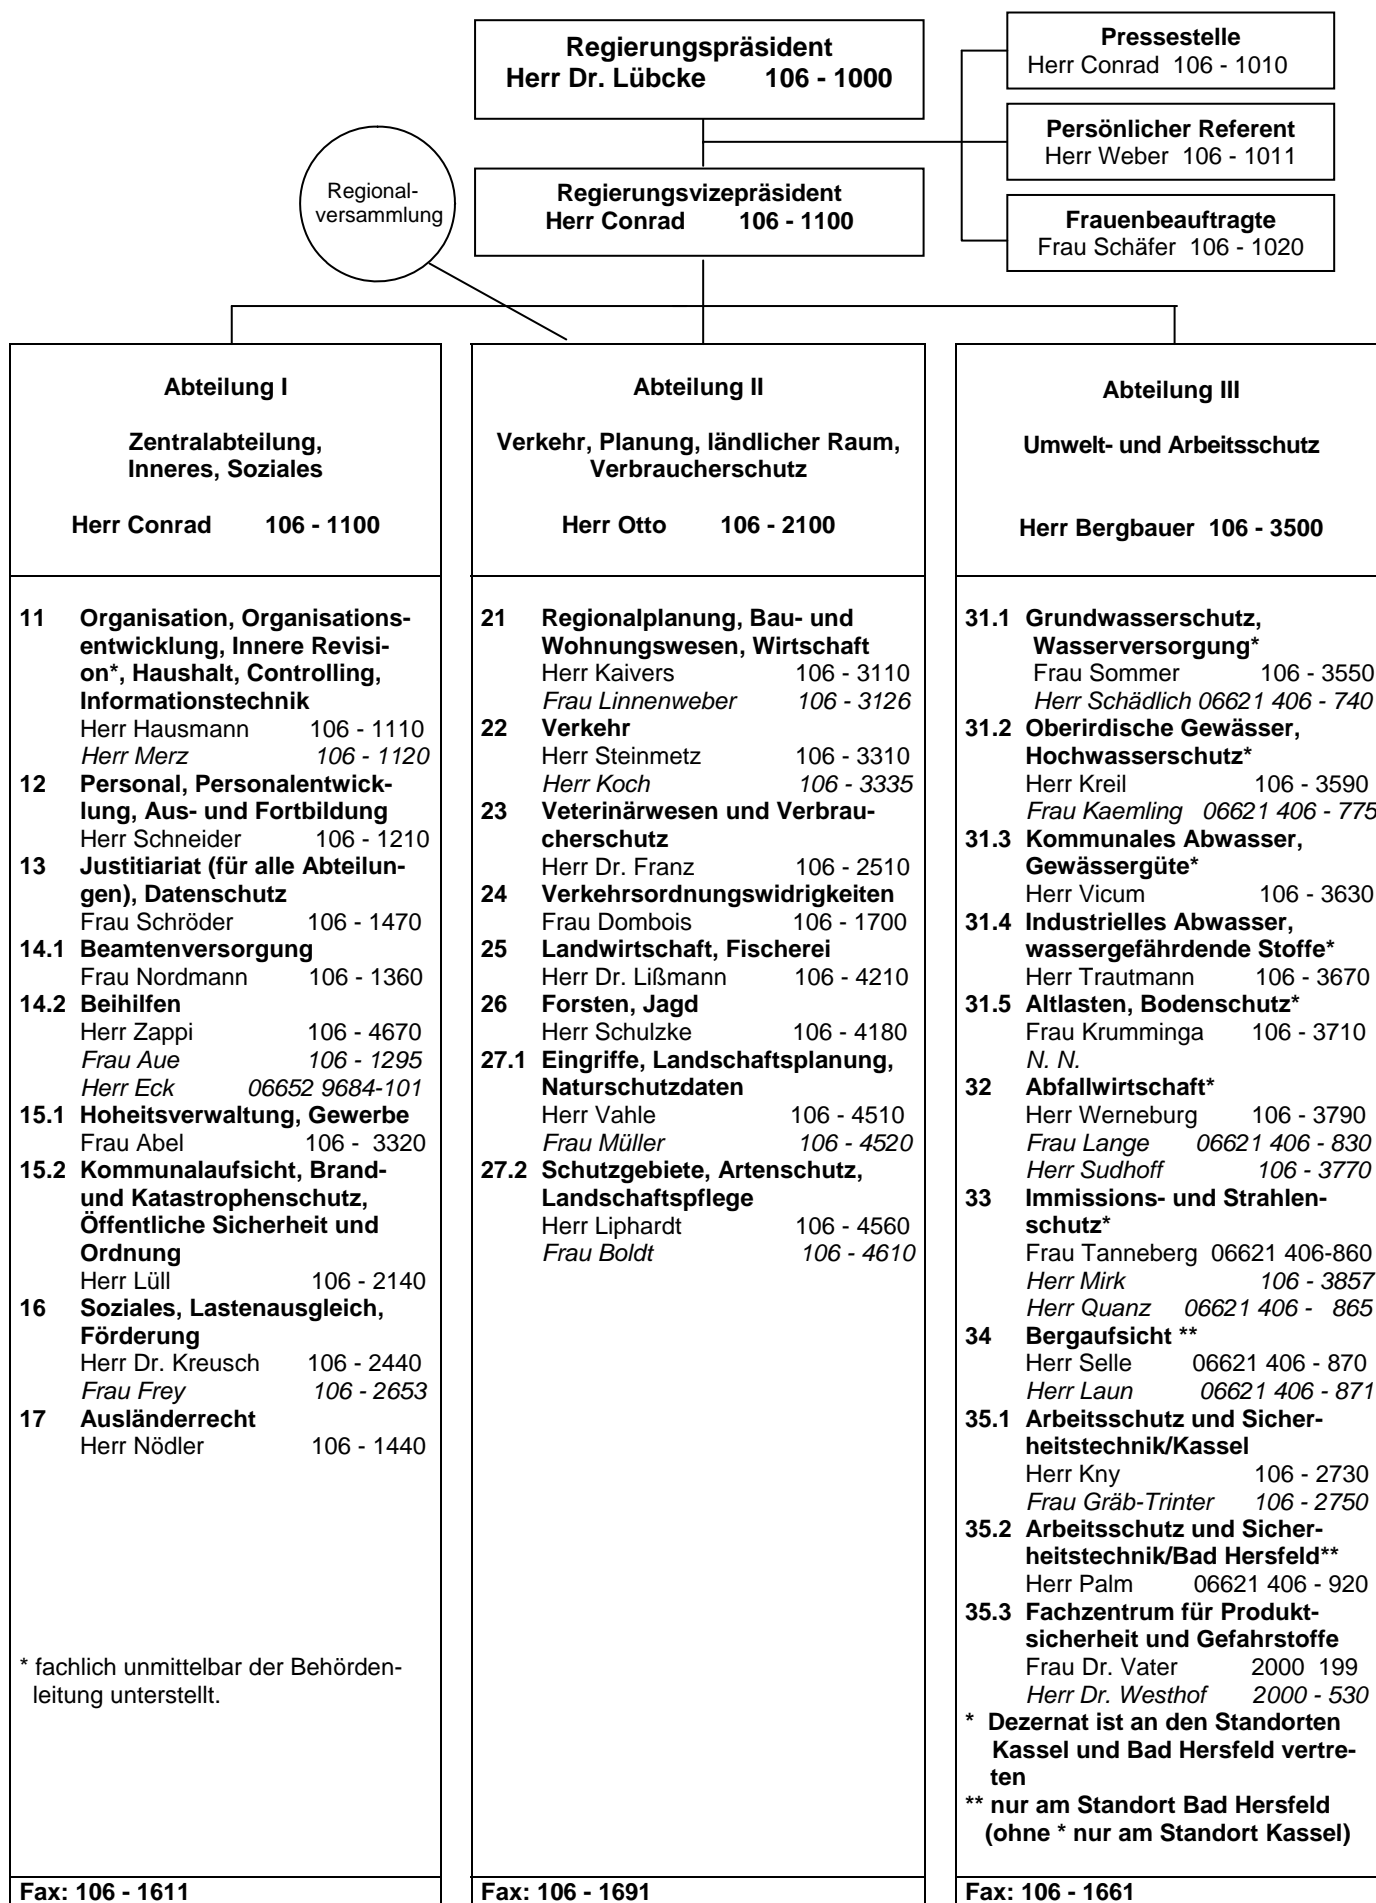 Regierungspräsident
Herr Dr. Lübcke 106 - 1000
Pressestelle
Herr Conrad 106 - 1010
Persönlicher Referent
Herr Weber 106 - 1011
Frauenbeauftragte
Frau Schäfer 106 - 1020
Regional-
versammlung
Regierungsvizepräsident
Herr Conrad 106 - 1100
Abteilung I
Zentralabteilung,
Inneres, Soziales
Herr Conrad 106 - 1100
11 Organisation, Organisations-
entwicklung, Innere Revisi-
on*, Haushalt, Controlling,
Informationstechnik
Herr Hausmann 106 - 1110
Herr Merz 106 - 1120
12 Personal, Personalentwick-
lung, Aus- und Fortbildung
Herr Schneider 106 - 1210
13 Justitiariat (für alle Abteilun-
gen), Datenschutz
Frau Schröder 106 - 1470
14.1 Beamtenversorgung
Frau Nordmann 106 - 1360
14.2 Beihilfen
Herr Zappi 106 - 4670
Frau Aue 106 - 1295
Herr Eck 06652 9684-101
15.1 Hoheitsverwaltung, Gewerbe
Frau Abel 106 - 3320
15.2 Kommunalaufsicht, Brand-
und Katastrophenschutz,
Öffentliche Sicherheit und
Ordnung
Herr Lüll 106 - 2140
16 Soziales, Lastenausgleich,
Förderung
Herr Dr. Kreusch 106 - 2440
Frau Frey 106 - 2653
17 Ausländerrecht
Herr Nödler 106 - 1440
* fachlich unmittelbar der Behörden-
leitung unterstellt.
Fax: 106 - 1611
Abteilung II
Verkehr, Planung, ländlicher Raum,
Verbraucherschutz
Herr Otto 106 - 2100
21 Regionalplanung, Bau- und
Wohnungswesen, Wirtschaft
Herr Kaivers 106 - 3110
Frau Linnenweber 106 - 3126
22 Verkehr
Herr Steinmetz 106 - 3310
Herr Koch 106 - 3335
23 Veterinärwesen und Verbrau-
cherschutz
Herr Dr. Franz 106 - 2510
24 Verkehrsordnungswidrigkeiten
Frau Dombois 106 - 1700
25 Landwirtschaft, Fischerei
Herr Dr. Lißmann 106 - 4210
26 Forsten, Jagd
Herr Schulzke 106 - 4180
27.1 Eingriffe, Landschaftsplanung,
Naturschutzdaten
Herr Vahle 106 - 4510
Frau Müller 106 - 4520
27.2 Schutzgebiete, Artenschutz,
Landschaftspflege
Herr Liphardt 106 - 4560
Frau Boldt 106 - 4610
Fax: 106 - 1691
Abteilung III
Umwelt- und Arbeitsschutz
Herr Bergbauer 106 - 3500
31.1 Grundwasserschutz,
Wasserversorgung*
Frau Sommer 106 - 3550
Herr Schädlich 06621 406 - 740
31.2 Oberirdische Gewässer,
Hochwasserschutz*
Herr Kreil 106 - 3590
Frau Kaemling 06621 406 - 775
31.3 Kommunales Abwasser,
Gewässergüte*
Herr Vicum 106 - 3630
31.4 Industrielles Abwasser,
wassergefährdende Stoffe*
Herr Trautmann 106 - 3670
31.5 Altlasten, Bodenschutz*
Frau Krumminga 106 - 3710
N. N.
32 Abfallwirtschaft*
Herr Werneburg 106 - 3790
Frau Lange 06621 406 - 830
Herr Sudhoff 106 - 3770
33 Immissions- und Strahlen-
schutz*
Frau Tanneberg 06621 406-860
Herr Mirk 106 - 3857
Herr Quanz 06621 406 - 865
34 Bergaufsicht **
Herr Selle 06621 406 - 870
Herr Laun 06621 406 - 871
35.1 Arbeitsschutz und Sicher-
heitstechnik/Kassel
Herr Kny 106 - 2730
Frau Gräb-Trinter 106 - 2750
35.2 Arbeitsschutz und Sicher-
heitstechnik/Bad Hersfeld**
Herr Palm 06621 406 - 920
35.3 Fachzentrum für Produkt-
sicherheit und Gefahrstoffe
Frau Dr. Vater 2000 199
Herr Dr. Westhof 2000 - 530
* Dezernat ist an den Standorten
Kassel und Bad Hersfeld vertre-
ten
** nur am Standort Bad Hersfeld
(ohne * nur am Standort Kassel)
Fax: 106 - 1661